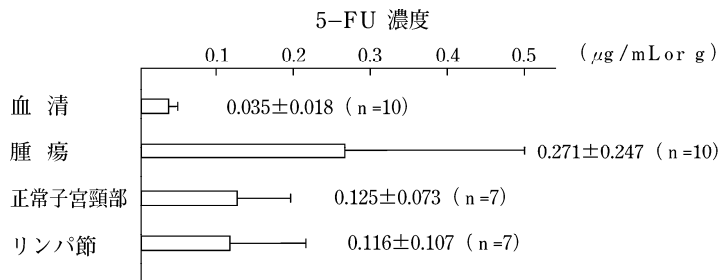 5−FU 濃度
0.1 0.2 0.3 0.4 0.5 (μg/mLor g)
血 清 0.035±0.018 (n=10)
腫 瘍 0.271±0.247 (n=10)
正常子宮頸部 0.125±0.073 (n=7)
リンパ節 0.116±0.107 (n=7)